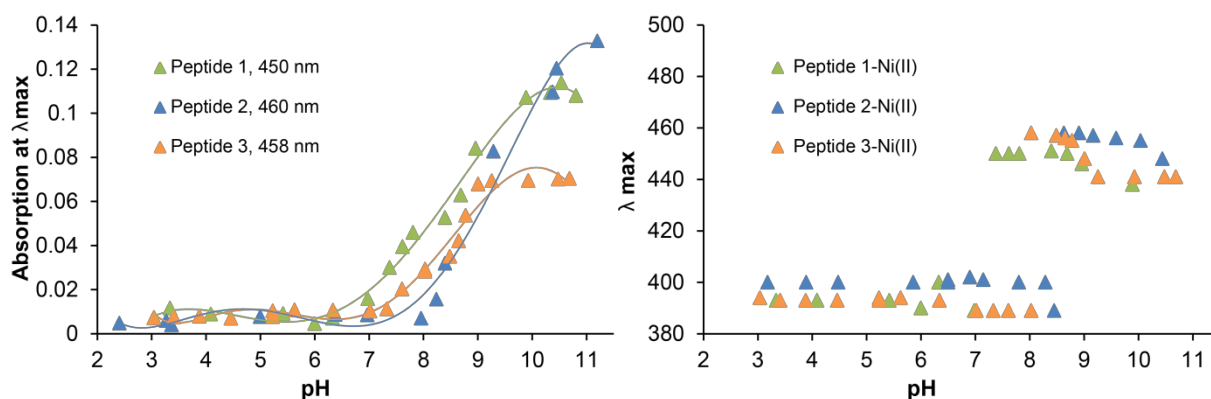 Absorption at λmax
0.14
0.12
0.1
0.08
0.06
0.04
0.02
0
Peptide 1, 450 nm
Peptide 2, 460 nm
Peptide 3, 458 nm
2 3 4 5 6 7 8 9 10 11
pH
λ max
500
480
460
440
420
400
380
Peptide 1-Ni(II)
Peptide 2-Ni(II)
Peptide 3-Ni(II)
2 3 4 5 6 7 8 9 10 11
pH